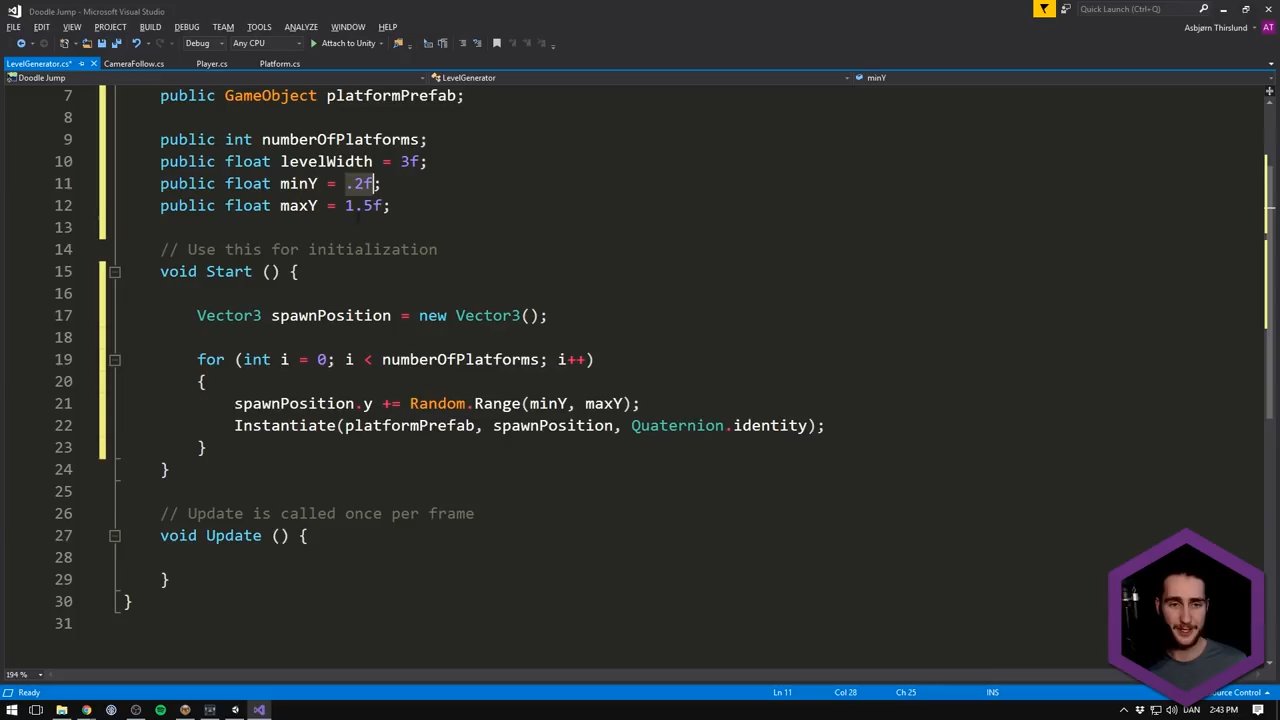 Doodle Jump - Microsoft Visual Studio
Quick Launch (Ctrl+Q)
FILE EDIT VIEW PROJECT BUILD DEBUG TEAM TOOLS ANALYZE WINDOW HELP
Asbjørn Thirslund AT
Debug Any CPU Attach to Unity
LevelGenerator.cs* CameraFollow.cs Player.cs Platform.cs
Doodle Jump LevelGenerator minY
7 public GameObject platformPrefab;
8
9 public int numberOfPlatforms;
10 public float levelWidth = 3f;
11 public float minY = .2f;
12 public float maxY = 1.5f;
13
14 // Use this for initialization
15 void Start () {
16
17 Vector3 spawnPosition = new Vector3();
18
19 for (int i = 0; i < numberOfPlatforms; i++)
20 {
21 spawnPosition.y += Random.Range(minY, maxY);
22 Instantiate(platformPrefab, spawnPosition, Quaternion.identity);
23 }
24 }
25
26 // Update is called once per frame
27 void Update () {
28
29 }
30 }
31
194 %
Ready Ln 11 Col 28 Ch 25 INS ource Control
DAN 2:43 PM